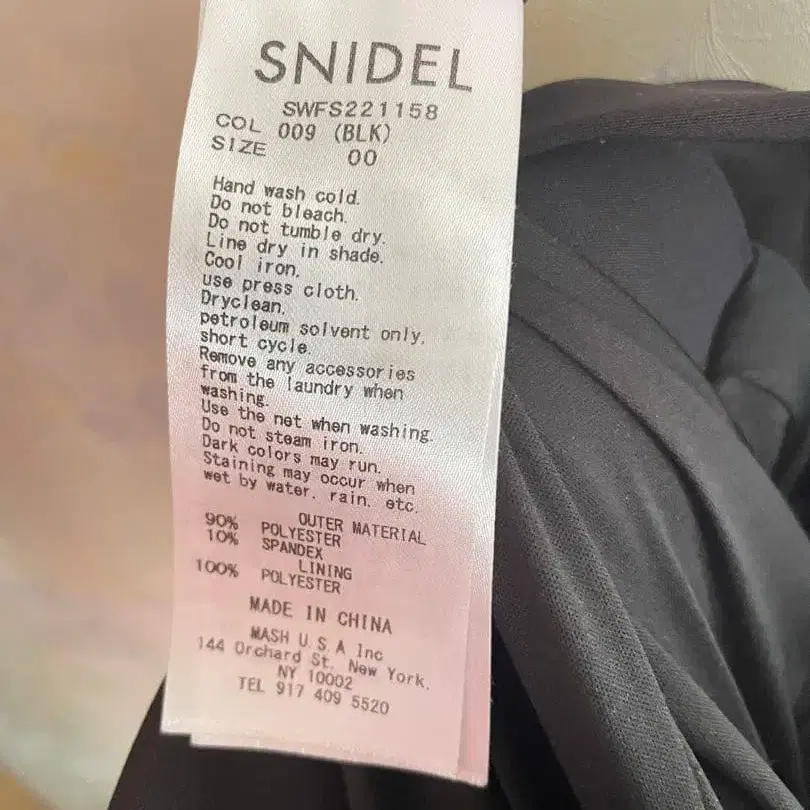 SNIDEL
SWFS221158
COL 009 (BLK)
SIZE 00
Hand wash cold.
Do not bleach.
Do not tumble dry.
Line dry in shade.
Cool iron,
use press cloth.
Dryclean,
petroleum solvent only,
short cycle.
Remove any accessories
from the laundry when
washing.
Use the net when washing.
Do not steam iron.
Dark colors may run.
Staining may occur when
wet by water, rain, etc.
OUTER MATERIAL
90% POLYESTER
10% SPANDEX
LINING
100% POLYESTER
MADE IN CHINA
MASH U.S.A Inc
144 Orchard St. New York,
NY 10002
TEL 917 409 5520